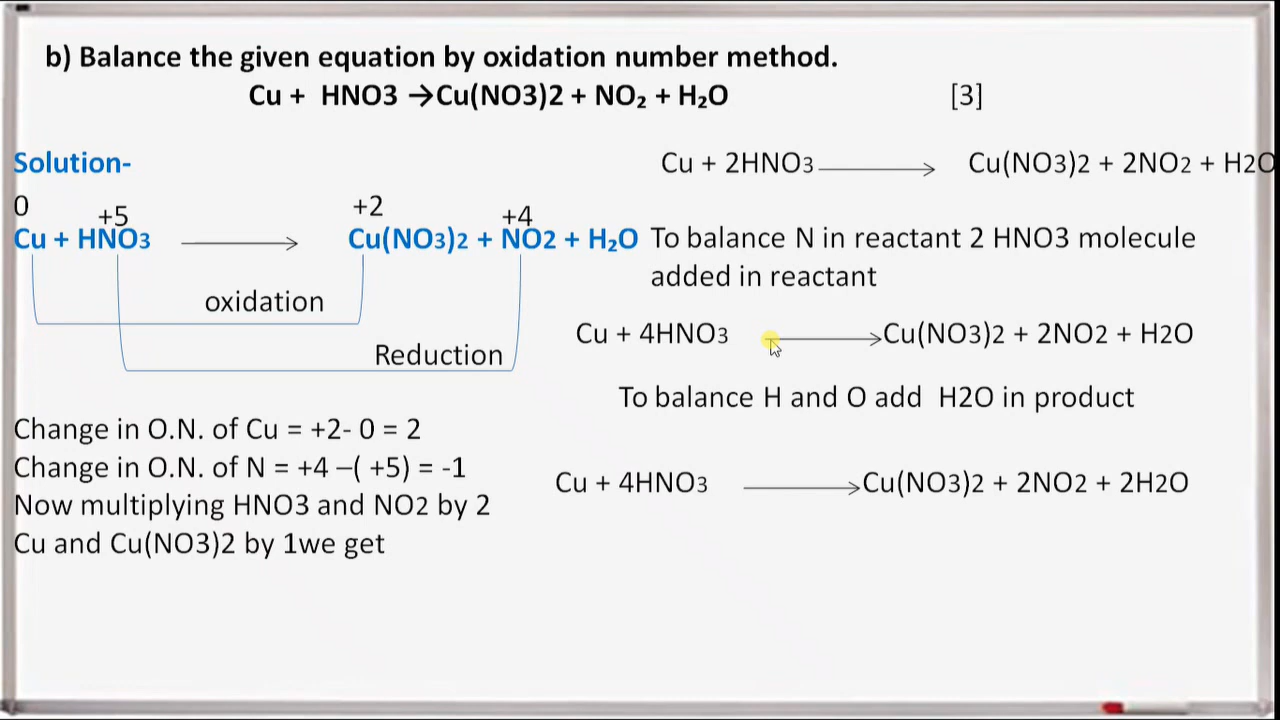 b) Balance the given equation by oxidation number method.
Cu + HNO3 →Cu(NO3)2 + NO₂ + H₂O [3]
Solution-
0 +5 +2 +4
Cu + HNO3 ⟶ Cu(NO3)2 + NO2 + H₂O
oxidation
Reduction
Change in O.N. of Cu = +2- 0 = 2
Change in O.N. of N = +4 –( +5) = -1
Now multiplying HNO3 and NO2 by 2
Cu and Cu(NO3)2 by 1we get
Cu + 2HNO3 ⟶ Cu(NO3)2 + 2NO2 + H2O
To balance N in reactant 2 HNO3 molecule
added in reactant
Cu + 4HNO3 ⟶ Cu(NO3)2 + 2NO2 + H2O
To balance H and O add H2O in product
Cu + 4HNO3 ⟶ Cu(NO3)2 + 2NO2 + 2H2O